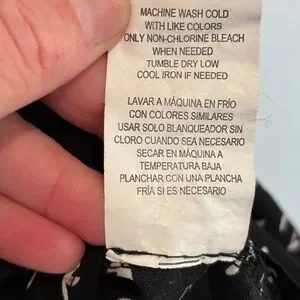 MACHINE WASH COLD
WITH LIKE COLORS
ONLY NON-CHLORINE BLEACH
WHEN NEEDED
TUMBLE DRY LOW
COOL IRON IF NEEDED
LAVAR A MÁQUINA EN FRÍO
CON COLORES SIMILARES
USAR SOLO BLANQUEADOR SIN
CLORO CUANDO SEA NECESARIO
SECAR EN MÁQUINA A
TEMPERATURA BAJA
PLANCHAR CON UNA PLANCHA
FRÍA SI ES NECESARIO